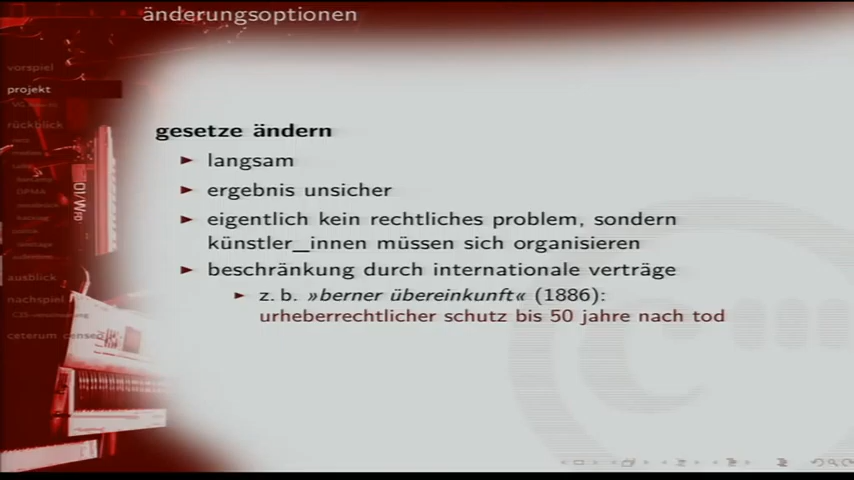 änderungsoptionen
vorspiel
projekt
rückblick
DPMA
ausblick
nachspiel
ceterum censeo
gesetze ändern
langsam
ergebnis unsicher
eigentlich kein rechtliches problem, sondern
künstler_innen müssen sich organisieren
beschränkung durch internationale verträge
z. b. »berner übereinkunft« (1886):
urheberrechtlicher schutz bis 50 jahre nach tod